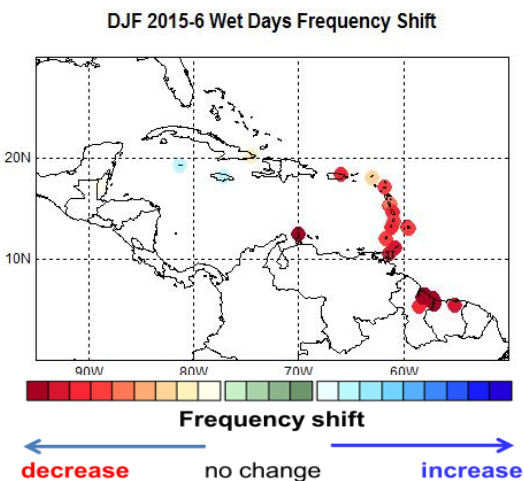 DJF 2015-6 Wet Days Frequency Shift
20N
10N
90W 80W 70W 60W
Frequency shift
decrease no change increase